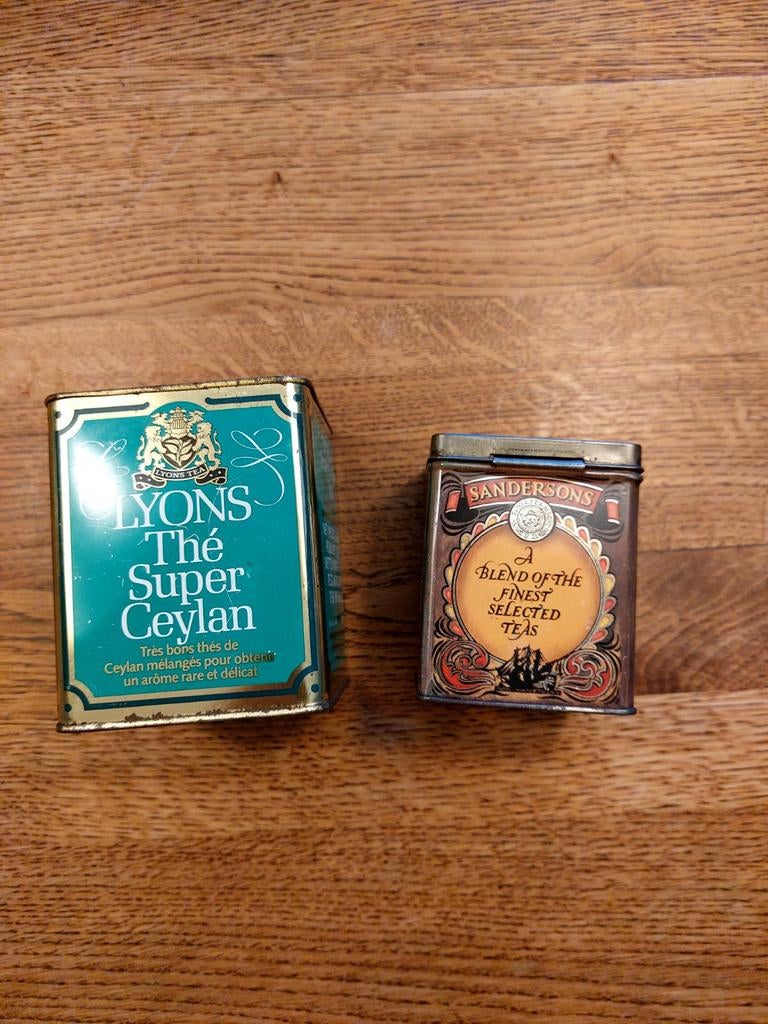 LYONS TEA
LYONS
Thé
Super
Ceylan
Très bons thés de
Ceylan mélangés pour obtenir
un arôme rare et délicat
SANDERSONS'
A
BLEND OF THE
FINEST
SELECTED
TEAS